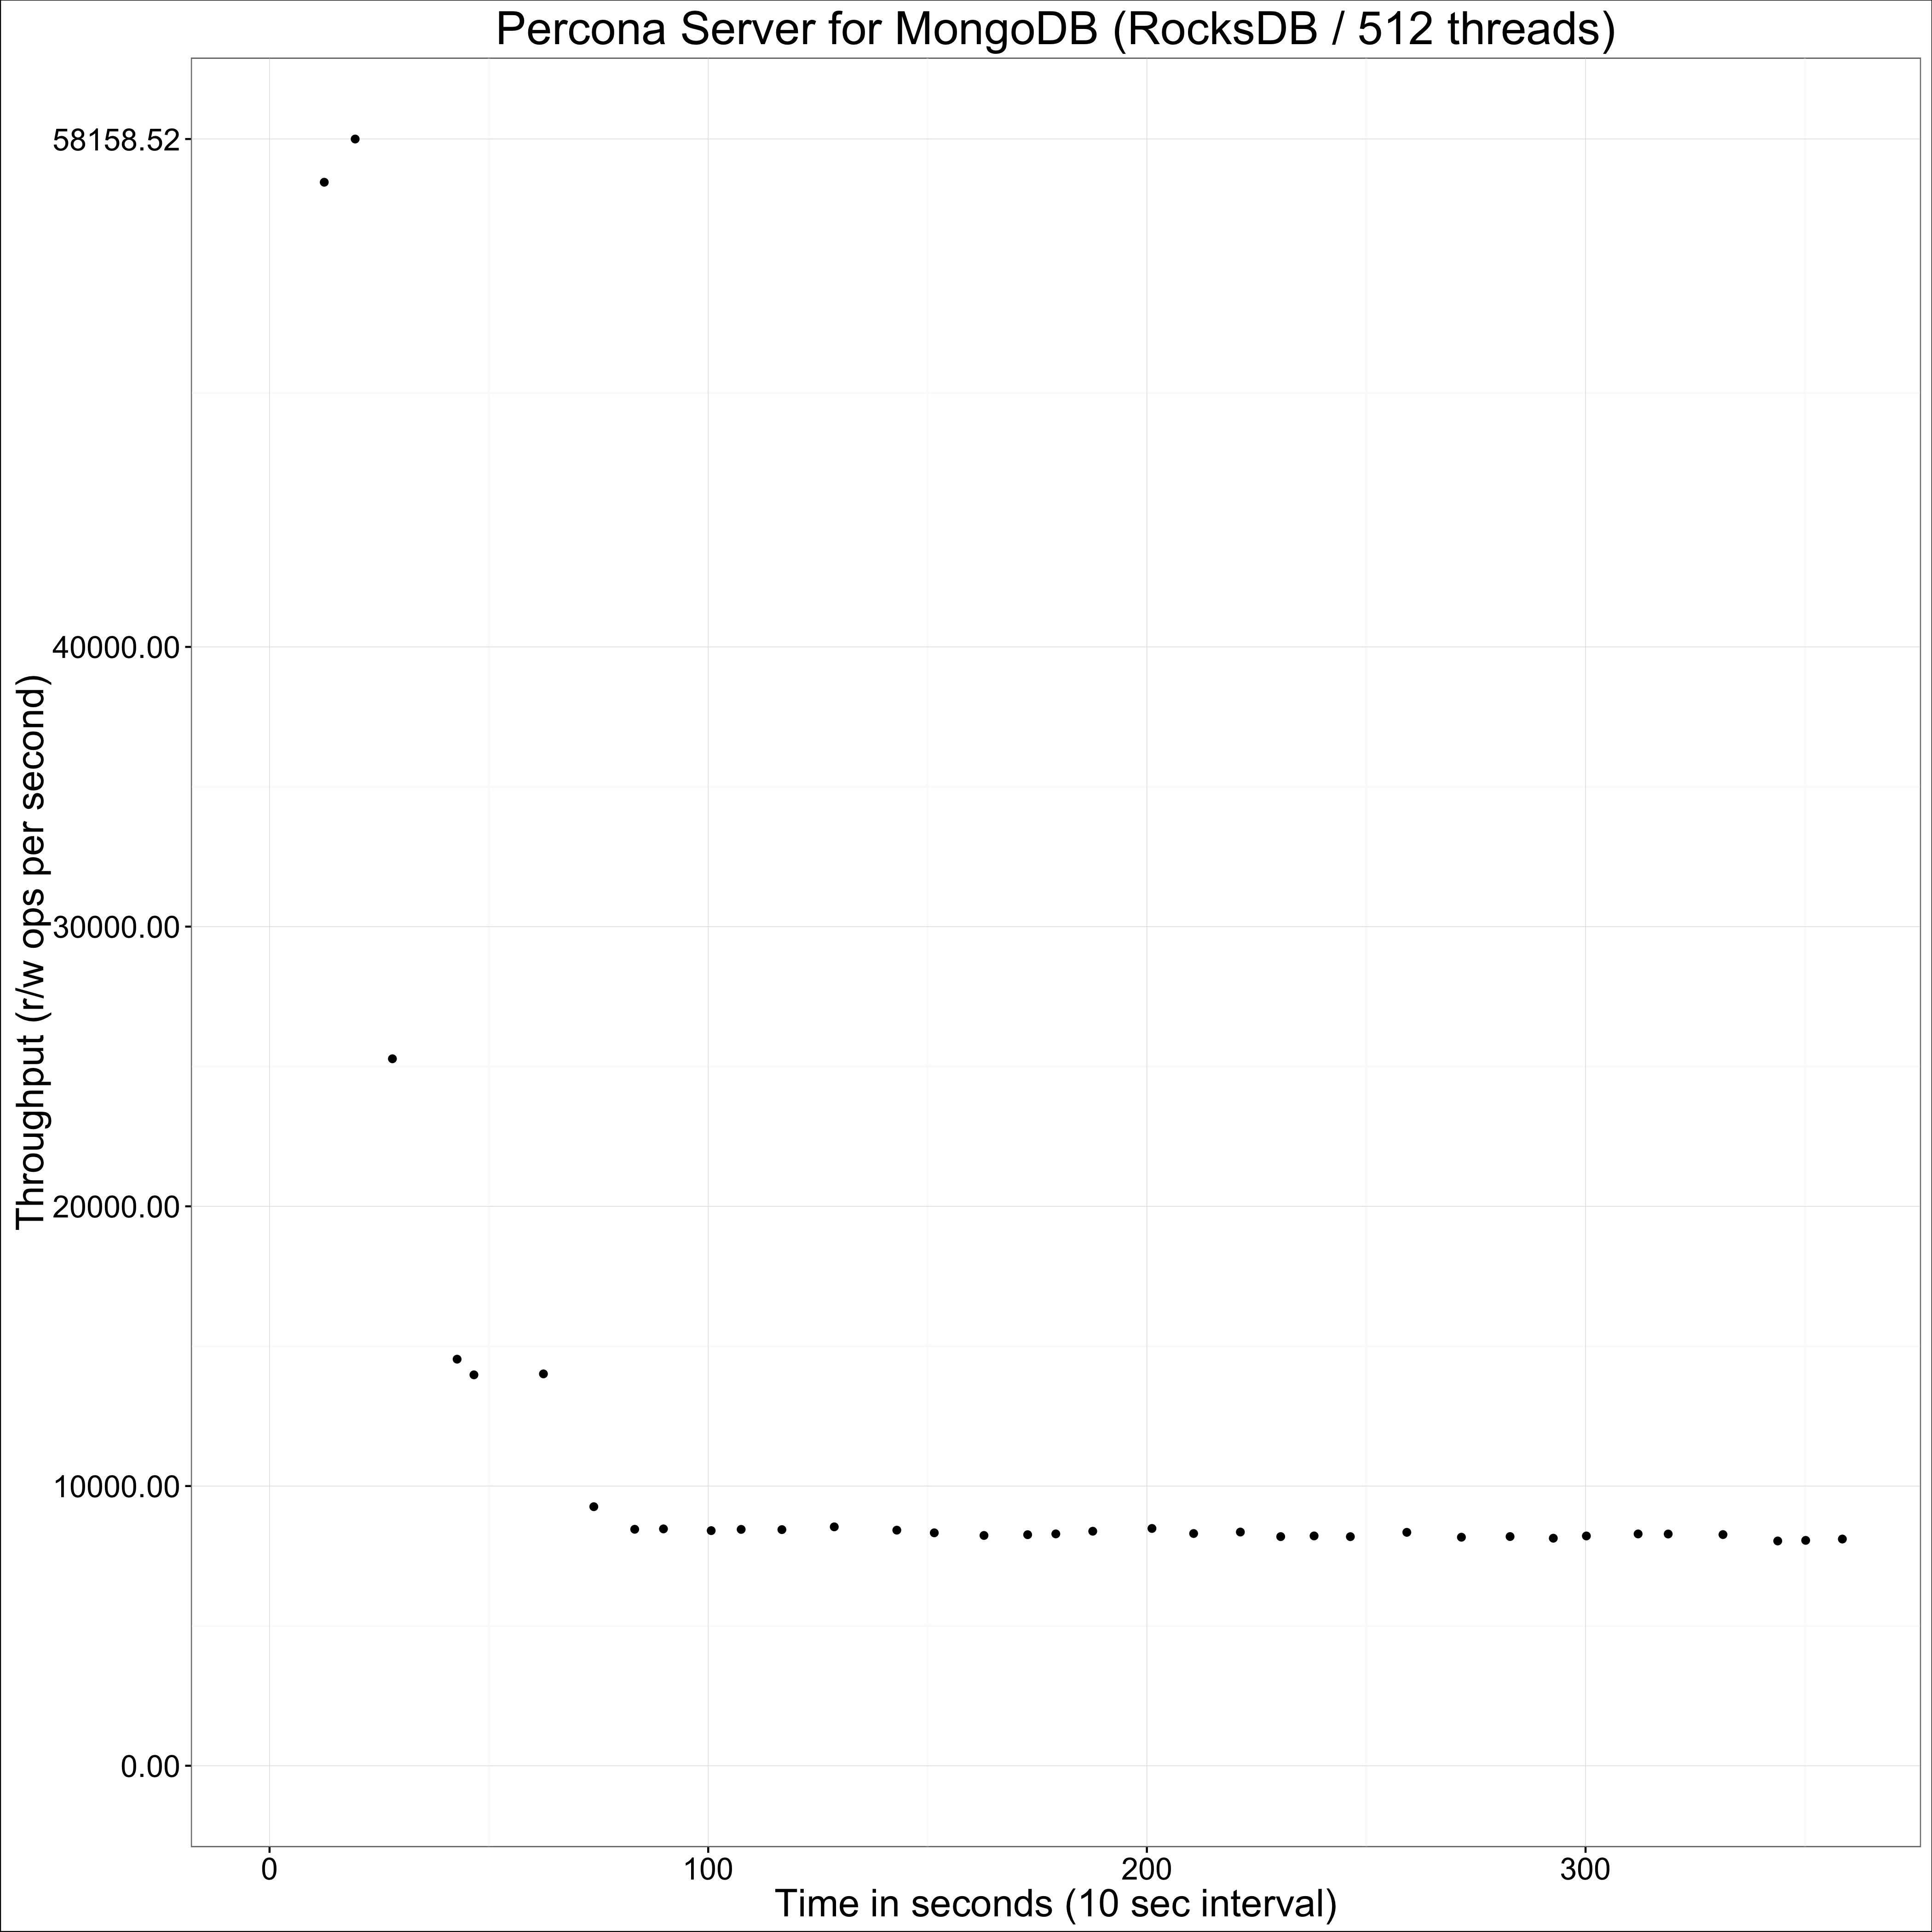 Percona Server for MongoDB (RocksDB / 512 threads)
58158.52
40000.00
30000.00
20000.00
10000.00
0.00
Throughput (r/w ops per second)
0 100 200 300
Time in seconds (10 sec interval)